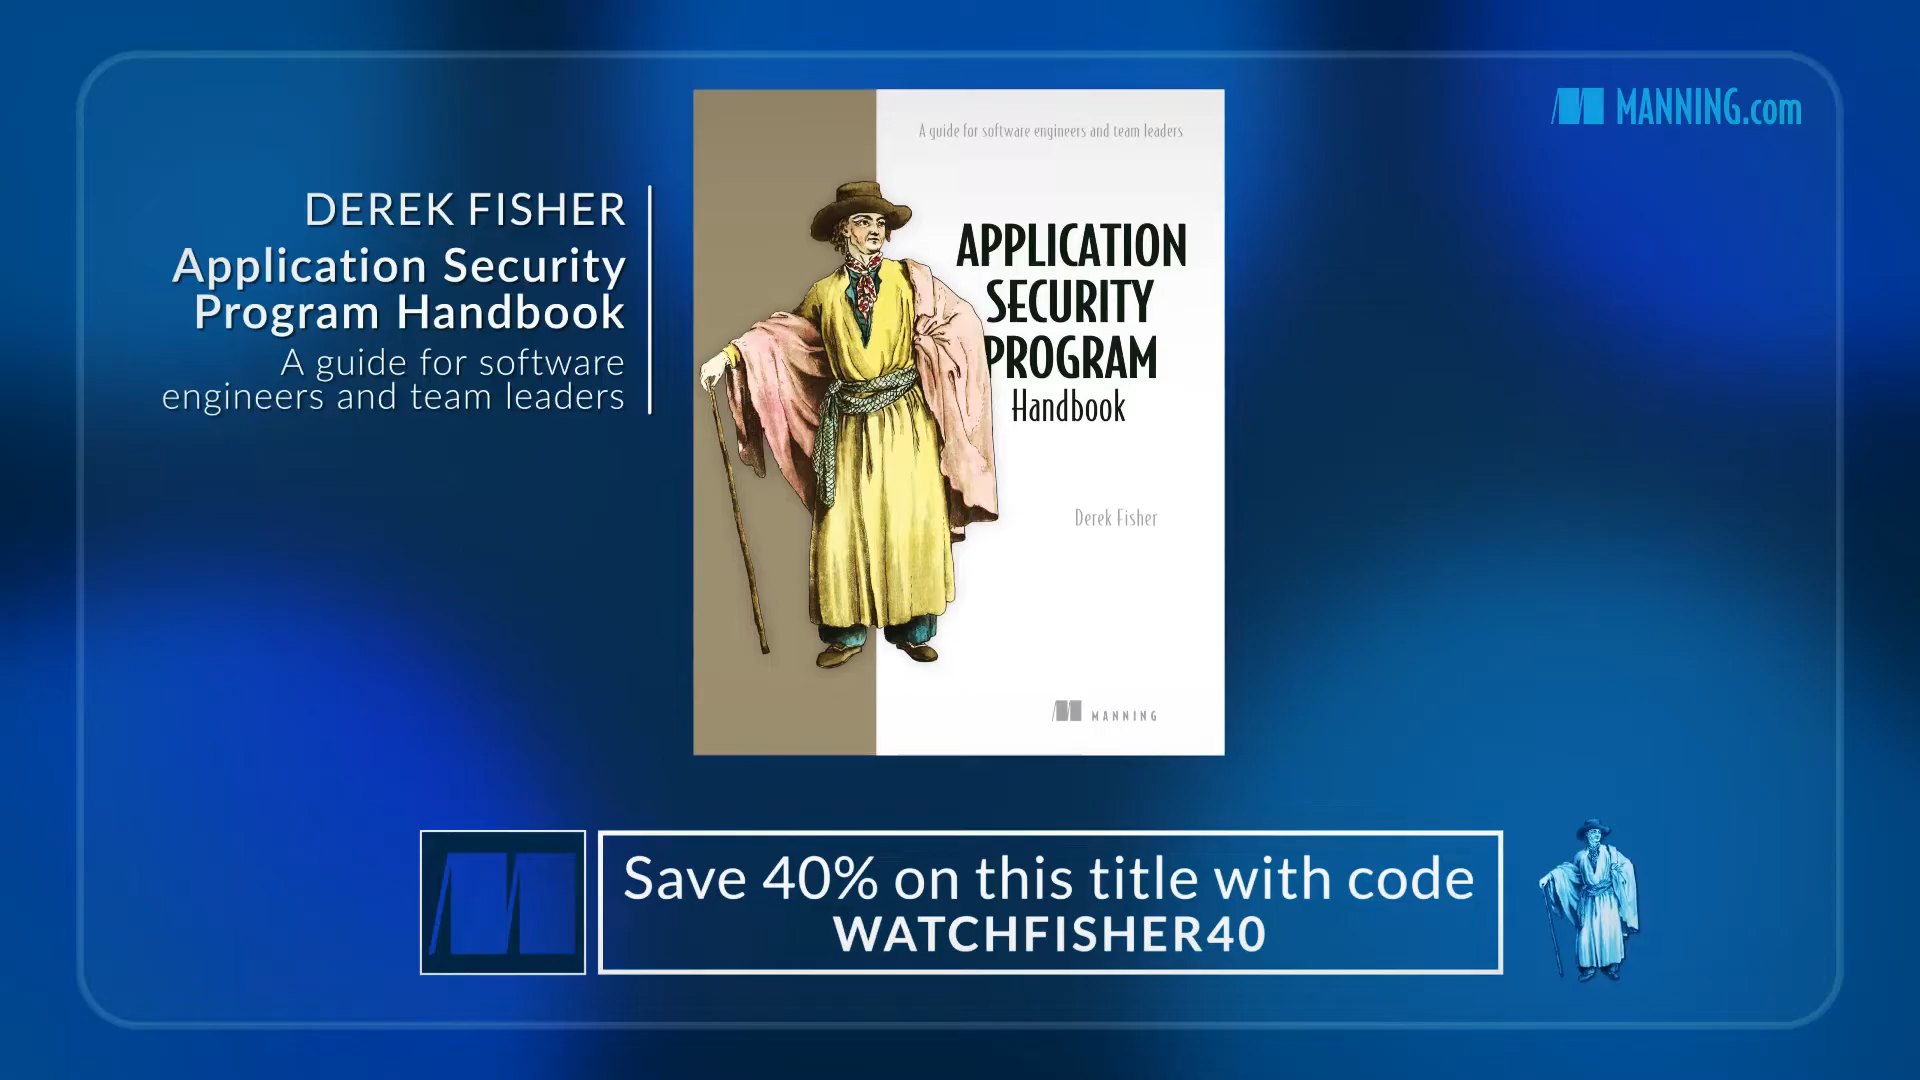 MANNING.com
DEREK FISHER
Application Security
Program Handbook
A guide for software
engineers and team leaders
A guide for software engineers and team leaders
APPLICATION
SECURITY
PROGRAM
Handbook
Derek Fisher
MANNING
Save 40% on this title with code
WATCHFISHER40